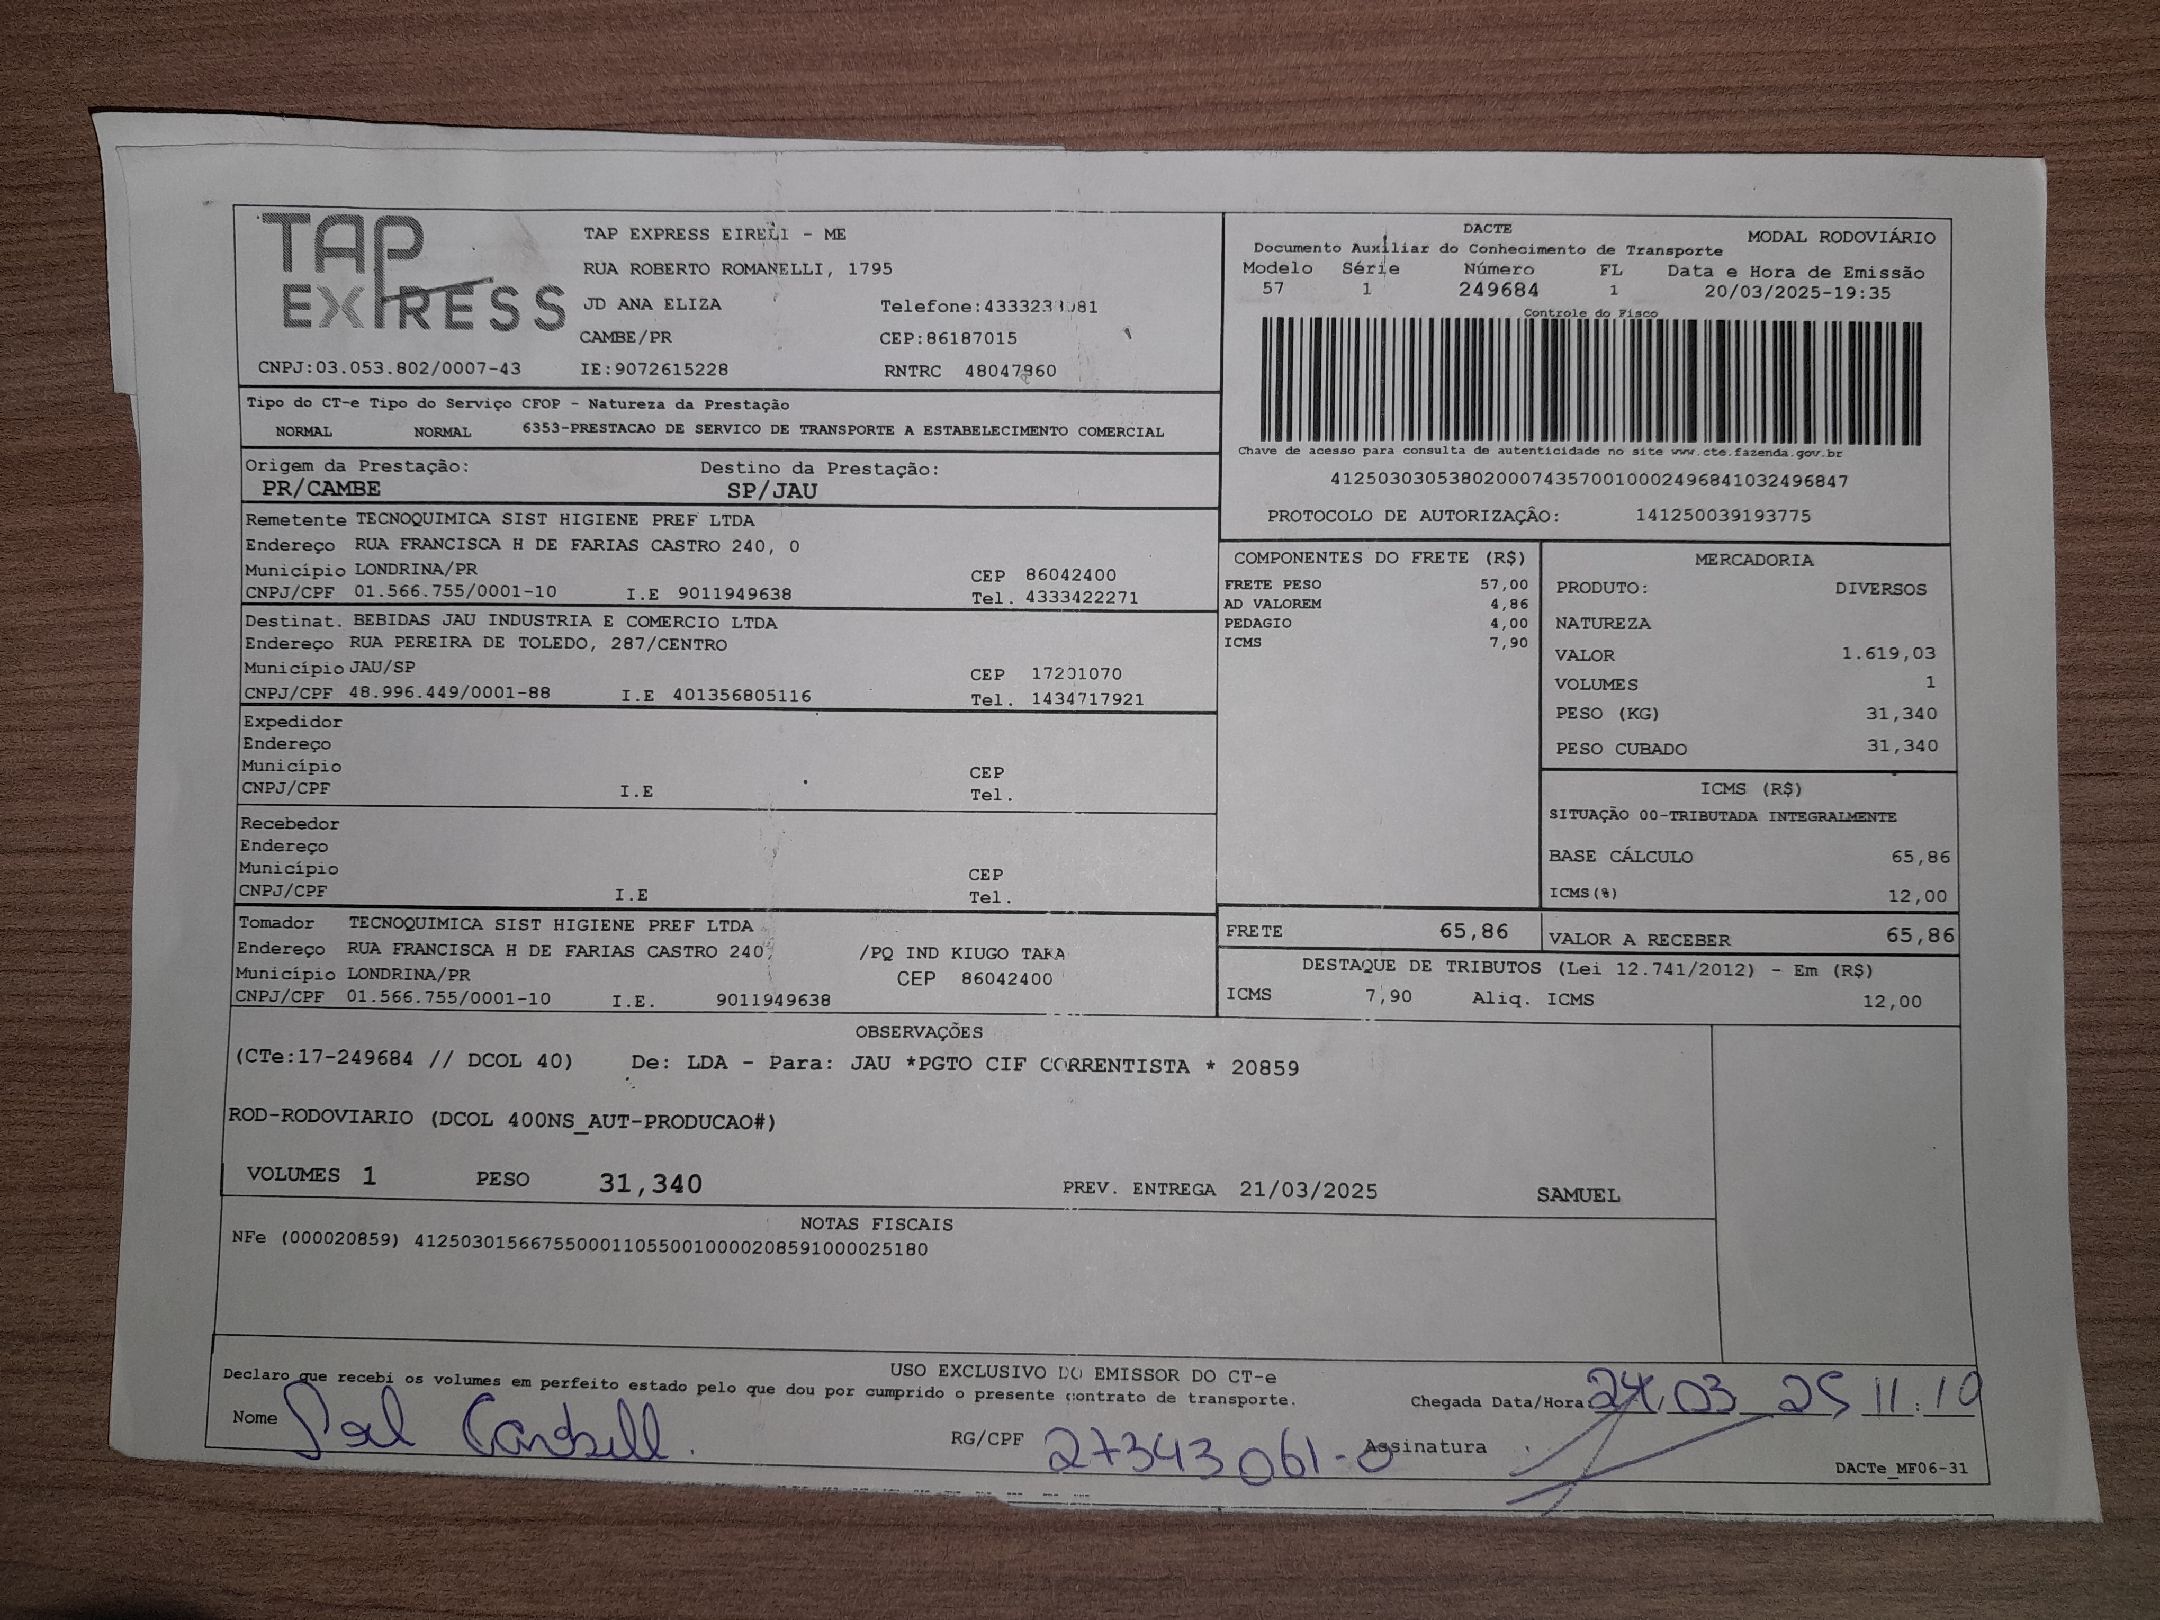 TAP
EXPRESS
TAP EXPRESS EIRELI - ME
RUA ROBERTO ROMANELLI, 1795
JD ANA ELIZA Telefone:
CAMBE/PR CEP:86187015
CNPJ:03.053.802/0007-43 IE:9072615228 RNTRC 48047960
DACTE
MODAL RODOVIÁRIO
Documento Auxiliar do Conhecimento de Transporte
Modelo Série Número FL Data e Hora de Emissão
57 1 249684 1 20/03/2025-19:35
Controle do Fisco
Chave de acesso para consulta de autenticidade no site www.cte.fazenda.gov.br
41250303053802000743570010002496841032496847
PROTOCOLO DE AUTORIZAÇÂO: 141250039193775
Tipo do CT-e Tipo do Serviço CFOP - Natureza da Prestação
NORMAL NORMAL 6353-PRESTACAO DE SERVICO DE TRANSPORTE A ESTABELECIMENTO COMERCIAL
Origem da Prestação: Destino da Prestação:
PR/CAMBE SP/JAU
Remetente TECNOQUIMICA SIST HIGIENE PREF LTDA
Endereço RUA FRANCISCA H DE FARIAS CASTRO 240, 0
Município LONDRINA/PR CEP 86042400
CNPJ/CPF 01.566.755/0001-10 I.E 9011949638 Tel. 4333422271
Destinat. BEBIDAS JAU INDUSTRIA E COMERCIO LTDA
Endereço RUA PEREIRA DE TOLEDO, 287/CENTRO
Município JAU/SP CEP 17201070
CNPJ/CPF 48.996.449/0001-88 I.E 401356805116 Tel. 1434717921
Expedidor
Endereço
Município CEP
CNPJ/CPF I.E Tel.
Recebedor
Endereço
Município CEP
CNPJ/CPF I.E Tel.
Tomador TECNOQUIMICA SIST HIGIENE PREF LTDA
Endereço RUA FRANCISCA H DE FARIAS CASTRO 240, /PQ IND KIUGO TAKA
Município LONDRINA/PR CEP 86042400
CNPJ/CPF 01.566.755/0001-10 I.E. 9011949638
COMPONENTES DO FRETE (R$)
FRETE PESO 57,00
AD VALOREM 4,86
PEDAGIO 4,00
ICMS 7,90
MERCADORIA
PRODUTO: DIVERSOS
NATUREZA
VALOR 1.619,03
VOLUMES 1
PESO (KG) 31,340
PESO CUBADO 31,340
ICMS (R$)
SITUAÇÃO 00-TRIBUTADA INTEGRALMENTE
BASE CÁLCULO 65,86
ICMS(%) 12,00
FRETE 65,86 VALOR A RECEBER 65,86
DESTAQUE DE TRIBUTOS (Lei 12.741/2012) - Em (R$)
ICMS 7,90 Aliq. ICMS 12,00
OBSERVAÇÕES
(CTe:17-249684 // DCOL 40) De: LDA - Para: JAU *PGTO CIF CORRENTISTA * 20859
ROD-RODOVIARIO (DCOL 400NS_AUT-PRODUCAO#)
VOLUMES 1 PESO 31,340 PREV. ENTREGA 21/03/2025 SAMUEL
NOTAS FISCAIS
NFe (000020859) 41250301566755000110550010000208591000025180
USO EXCLUSIVO DO EMISSOR DO CT-e
Declaro que recebi os volumes em perfeito estado pelo que dou por cumprido o presente contrato de transporte.
Chegada Data/Hora 24 03 25 11:10
Nome
RG/CPF 27343061-0 Assinatura
DACTe_MF06-31